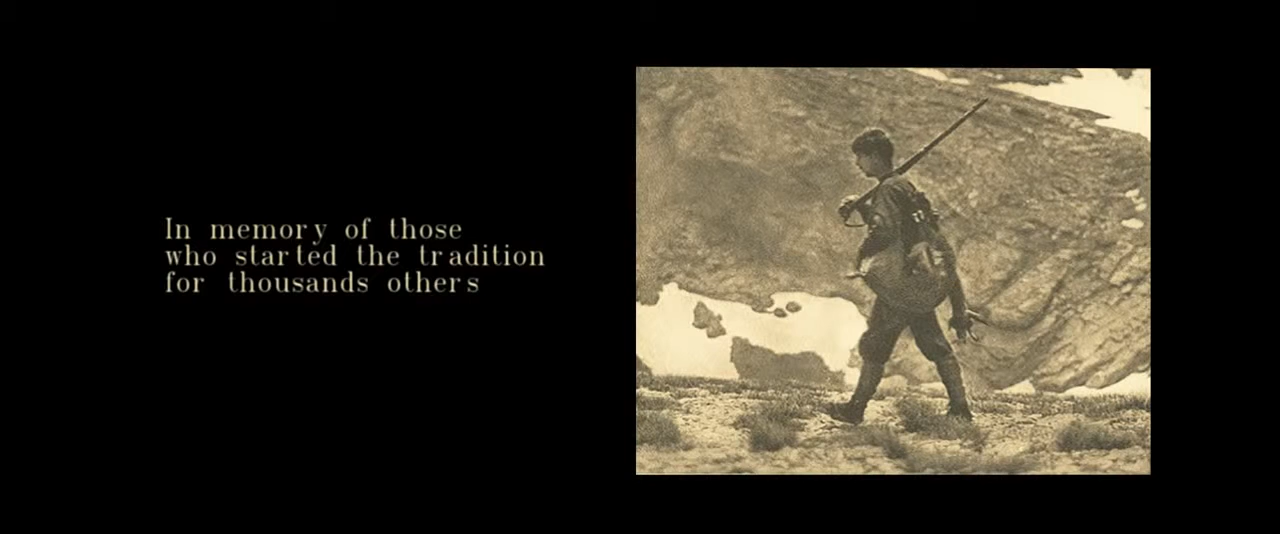 In memory of those
who started the tradition
for thousands others